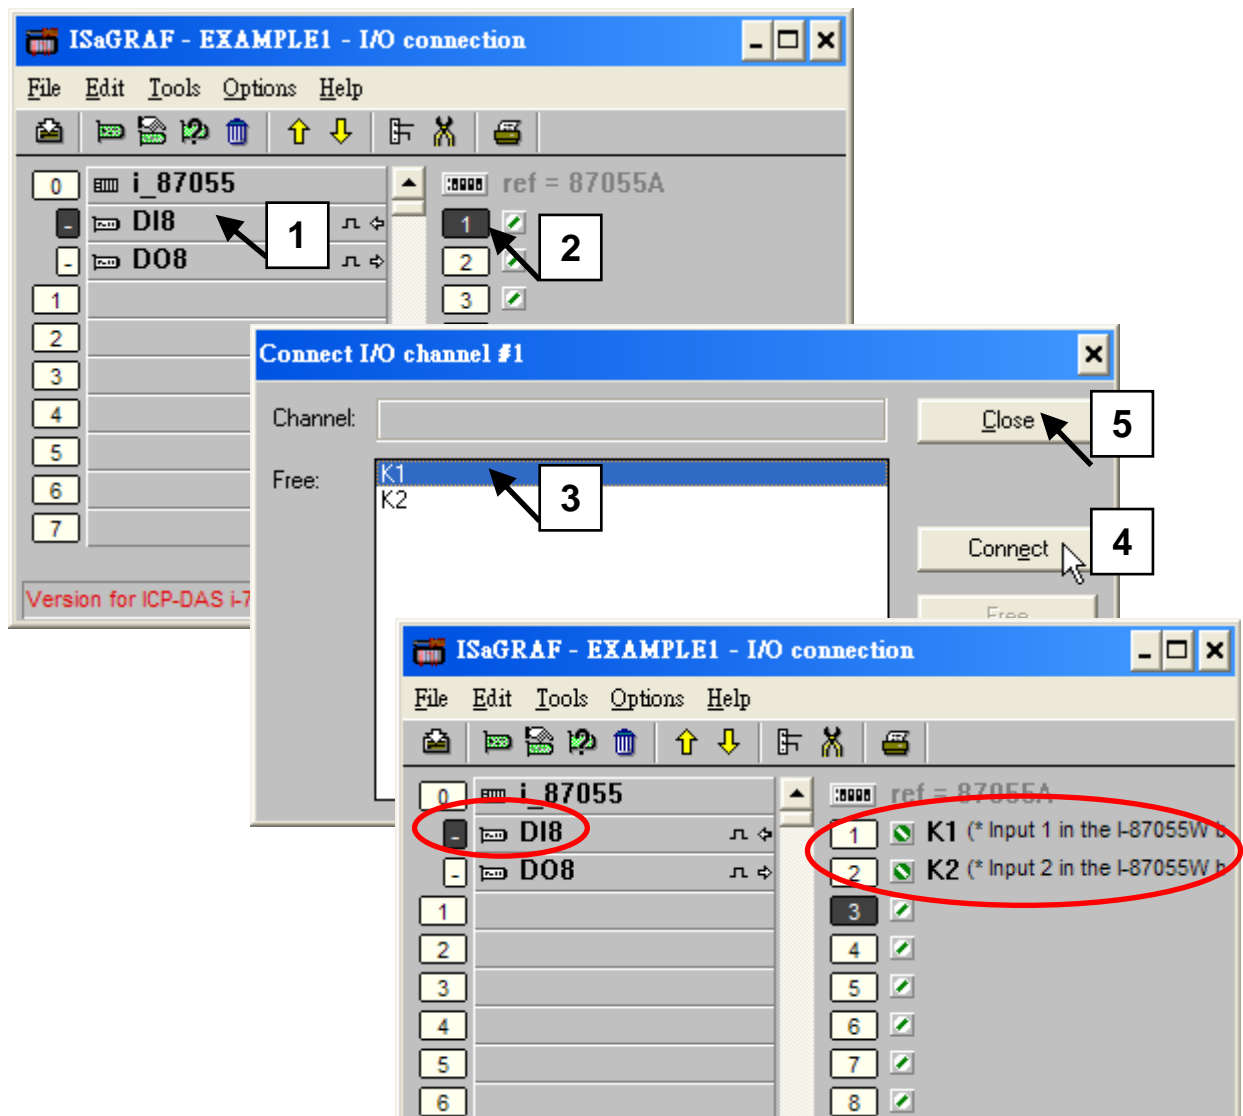 ISaGRAF - EXAMPLE1 - I/O connection
File Edit Tools Options Help
0 i_87055
ref = 87055A
- DI8
1
1
2
- DO8
2
1
3
2
3
4
5
6
7
Version for ICP-DAS i-7
Connect I/O channel #1
Channel:
Close
5
Free:
K1
K2
3
Connect
4
Free
ISaGRAF - EXAMPLE1 - I/O connection
File Edit Tools Options Help
0 i_87055
ref = 87055A
- DI8
1 K1 (* Input 1 in the I-87055W b
- DO8
2 K2 (* Input 2 in the I-87055W b
1
3
2
4
3
5
4
6
5
7
6
8